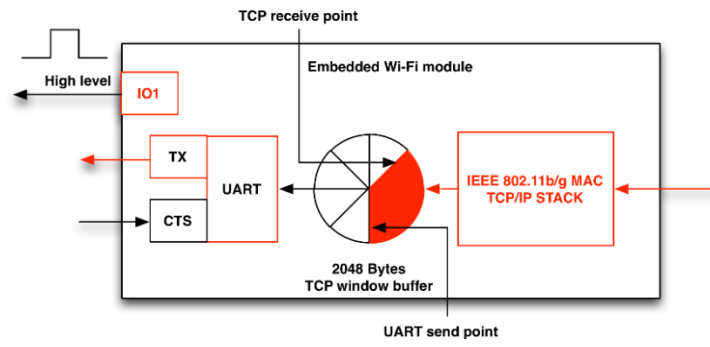 TCP receive point
Embedded Wi-Fi module
High level
IO1
TX
UART
CTS
IEEE 802.11b/g MAC
TCP/IP STACK
2048 Bytes
TCP window buffer
UART send point